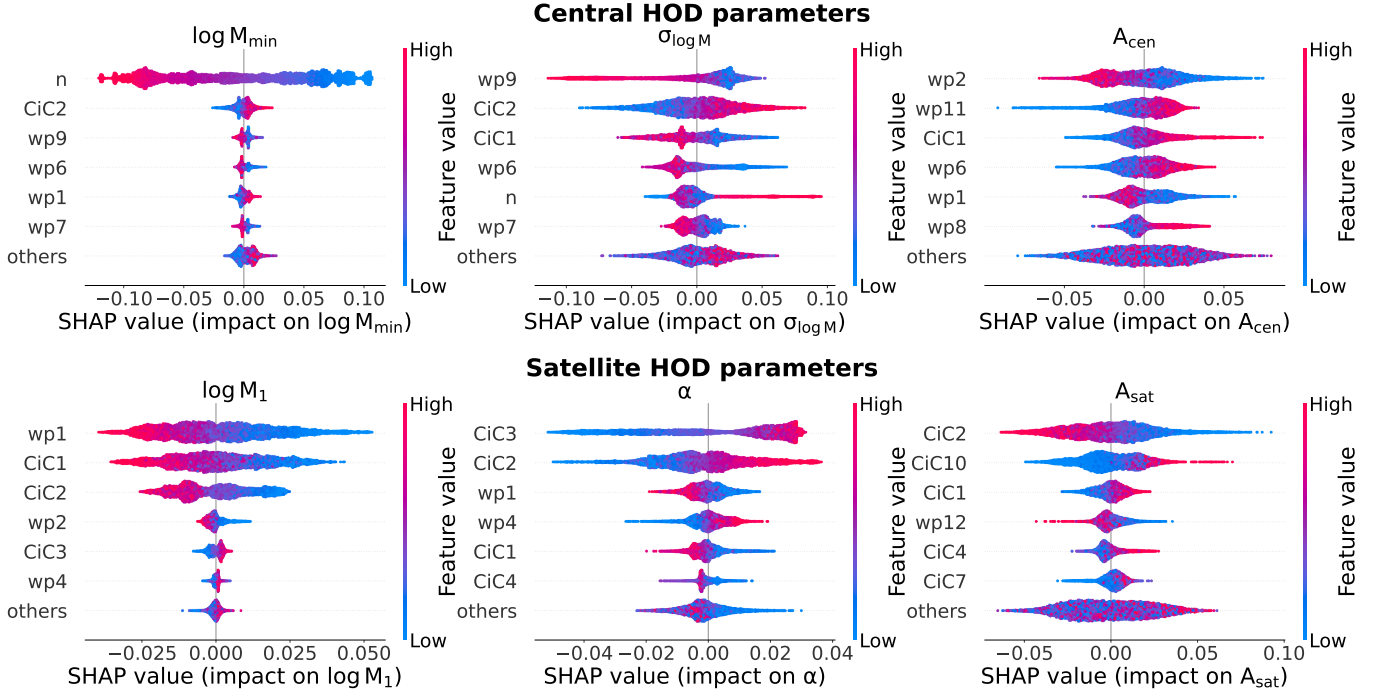 Central HOD parameters
log M_min
n
CiC2
wp9
wp6
wp1
wp7
others
−0.10 −0.05 0.00 0.05 0.10
SHAP value (impact on log M_min)
High
Feature value
Low
σ_log M
wp9
CiC2
CiC1
wp6
n
wp7
others
−0.10 −0.05 0.00 0.05 0.10
SHAP value (impact on σ_log M)
High
Feature value
Low
A_cen
wp2
wp11
CiC1
wp6
wp1
wp8
others
−0.05 0.00 0.05
SHAP value (impact on A_cen)
High
Feature value
Low
Satellite HOD parameters
log M_1
wp1
CiC1
CiC2
wp2
CiC3
wp4
others
−0.025 0.000 0.025 0.050
SHAP value (impact on log M_1)
High
Feature value
Low
α
CiC3
CiC2
wp1
wp4
CiC1
CiC4
others
−0.04 −0.02 0.00 0.02 0.04
SHAP value (impact on α)
High
Feature value
Low
A_sat
CiC2
CiC10
CiC1
wp12
CiC4
CiC7
others
−0.05 0.00 0.05 0.10
SHAP value (impact on A_sat)
High
Feature value
Low